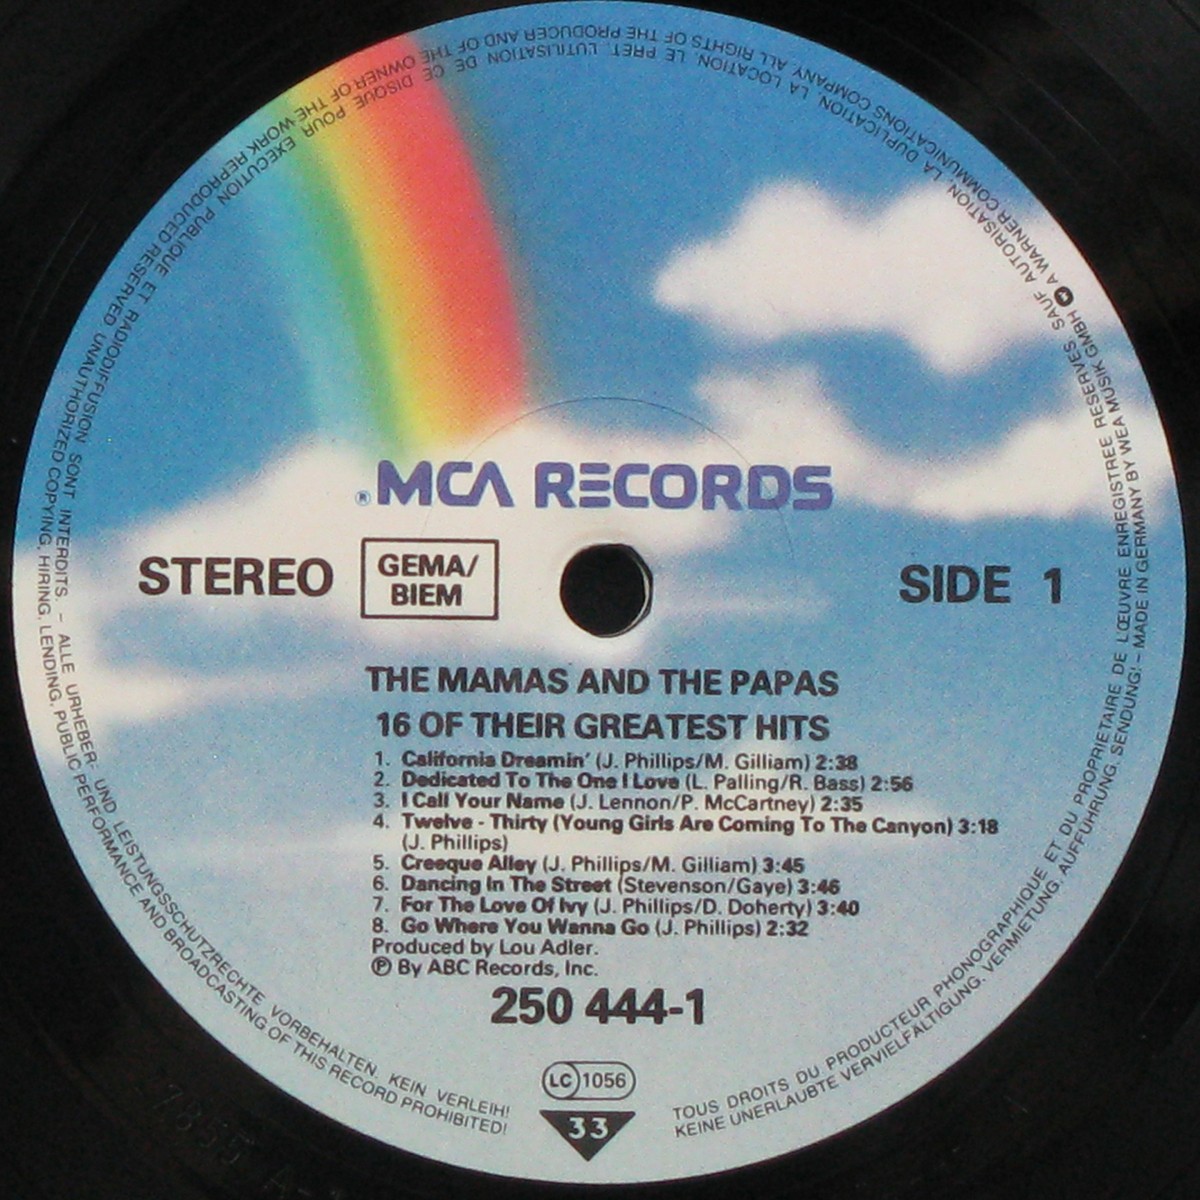 ® MCA RECORDS
STEREO
GEMA/
BIEM
SIDE 1
THE MAMAS AND THE PAPAS
16 OF THEIR GREATEST HITS
1. California Dreamin' (J. Phillips/M. Gilliam) 2:38
2. Dedicated To The One I Love (L. Palling/R. Bass) 2:56
3. I Call Your Name (J. Lennon/P. McCartney) 2:35
4. Twelve - Thirty (Young Girls Are Coming To The Canyon) 3:18
(J. Phillips)
5. Creeque Alley (J. Phillips/M. Gilliam) 3:45
6. Dancing In The Street (Stevenson/Gaye) 3:46
7. For The Love Of Ivy (J. Phillips/D. Doherty) 3:40
8. Go Where You Wanna Go (J. Phillips) 2:32
Produced by Lou Adler.
℗ By ABC Records, Inc.
250 444-1
LC 1056
33
TOUS DROITS DU PRODUCTEUR PHONOGRAPHIQUE ET DU PROPRIETAIRE DE L'ŒUVRE ENREGISTREE RESERVES. SAUF AUTORISATION, LA DUPLICATION, LA LOCATION, LE PRET, L'UTILISATION DE CE DISQUE POUR EXECUTION PUBLIQUE ET RADIODIFFUSION SONT INTERDITS. – ALLE URHEBER- UND LEISTUNGSSCHUTZRECHTE VORBEHALTEN. KEIN VERLEIH!
KEINE UNERLAUBTE VERVIELFÄLTIGUNG, VERMIETUNG, AUFFÜHRUNG, SENDUNG! – MADE IN GERMANY BY WEA MUSIK GMBH A WARNER COMMUNICATIONS COMPANY ALL RIGHTS OF THE PRODUCER AND OF THE OWNER OF THE WORK REPRODUCED RESERVED UNAUTHORIZED COPYING, HIRING, LENDING, PUBLIC PERFORMANCE AND BROADCASTING OF THIS RECORD PROHIBITED!